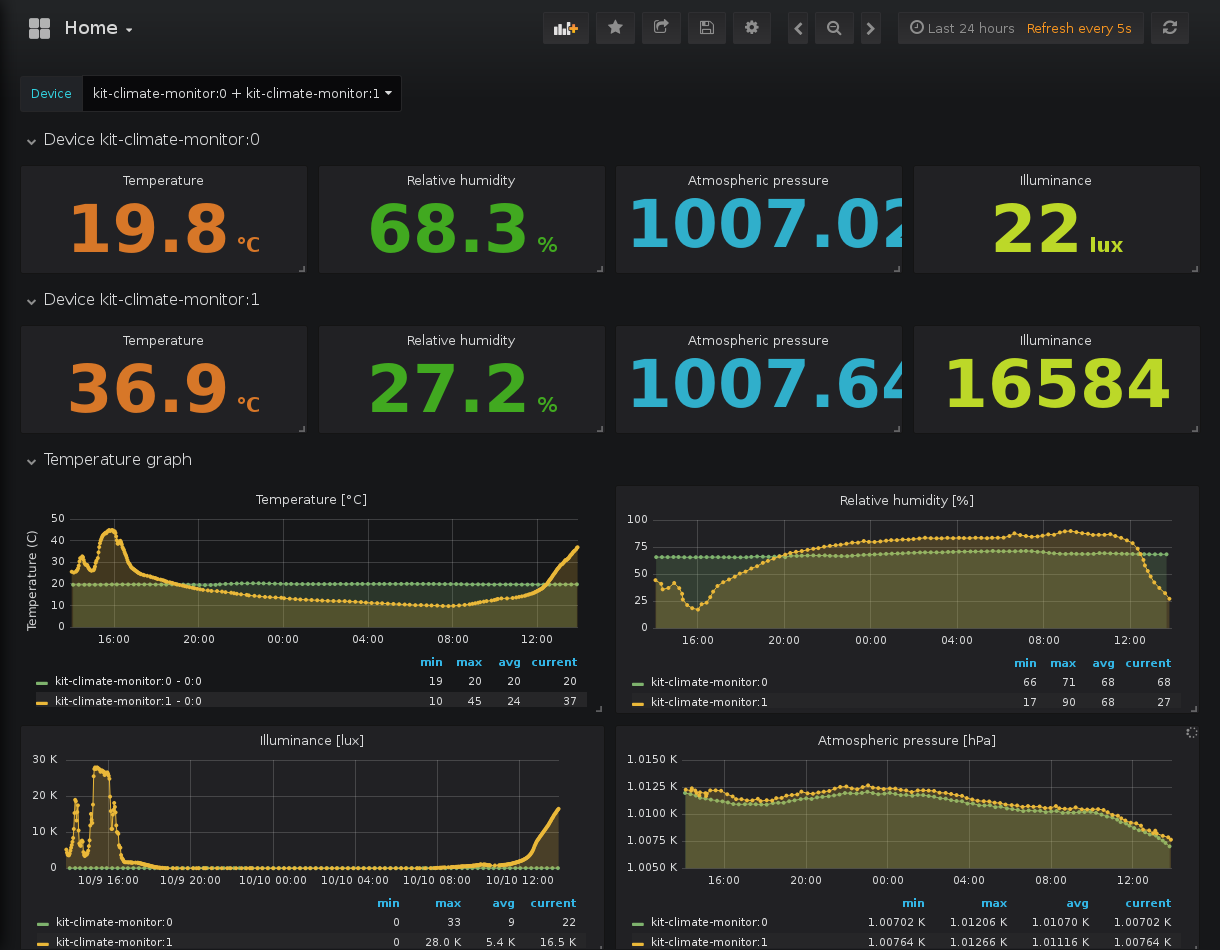 Home
Last 24 hours Refresh every 5s
Device kit-climate-monitor:0 + kit-climate-monitor:1
Device kit-climate-monitor:0
Temperature Relative humidity Atmospheric pressure Illuminance
19.8 °C 68.3 % 1007.02 22 lux
Device kit-climate-monitor:1
Temperature Relative humidity Atmospheric pressure Illuminance
36.9 °C 27.2 % 1007.64 16584
Temperature graph
Temperature [°C]
Temperature (C)
50
40
30
20
10
0
16:00 20:00 00:00 04:00 08:00 12:00
min max avg current
kit-climate-monitor:0 - 0:0 19 20 20 20
kit-climate-monitor:1 - 0:0 10 45 24 37
Relative humidity [%]
100
75
50
25
0
16:00 20:00 00:00 04:00 08:00 12:00
min max avg current
kit-climate-monitor:0 66 71 68 68
kit-climate-monitor:1 17 90 68 27
Illuminance [lux]
30 K
20 K
10 K
0
10/9 16:00 10/9 20:00 10/10 00:00 10/10 04:00 10/10 08:00 10/10 12:00
min max avg current
kit-climate-monitor:0 0 33 9 22
kit-climate-monitor:1 0 28.0 K 5.4 K 16.5 K
Atmospheric pressure [hPa]
1.0150 K
1.0125 K
1.0100 K
1.0075 K
1.0050 K
16:00 20:00 00:00 04:00 08:00 12:00
min max avg current
kit-climate-monitor:0 1.00702 K 1.01206 K 1.01070 K 1.00702 K
kit-climate-monitor:1 1.00764 K 1.01266 K 1.01116 K 1.00764 K